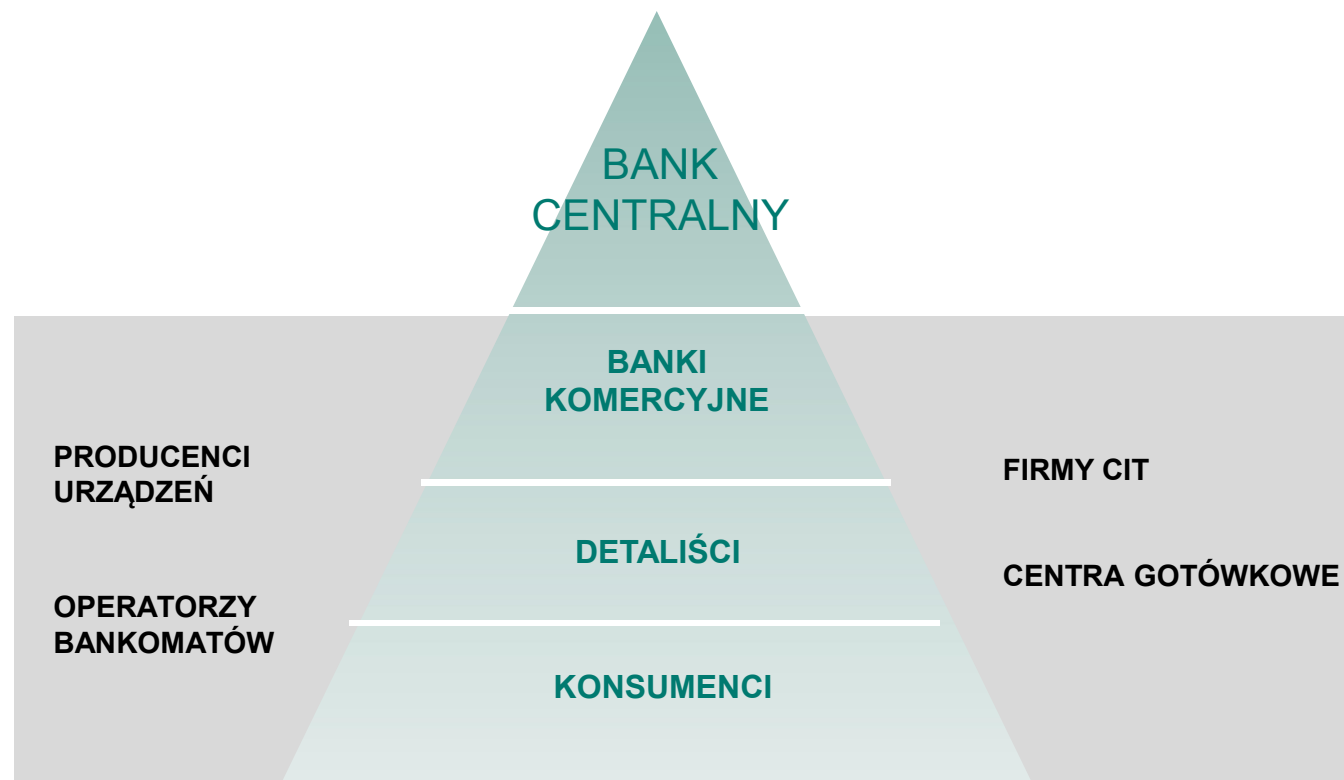 BANK
CENTRALNY
BANKI
KOMERCYJNE
PRODUCENCI
URZĄDZEŃ
FIRMY CIT
DETALIŚCI
CENTRA GOTÓWKOWE
OPERATORZY
BANKOMATÓW
KONSUMENCI